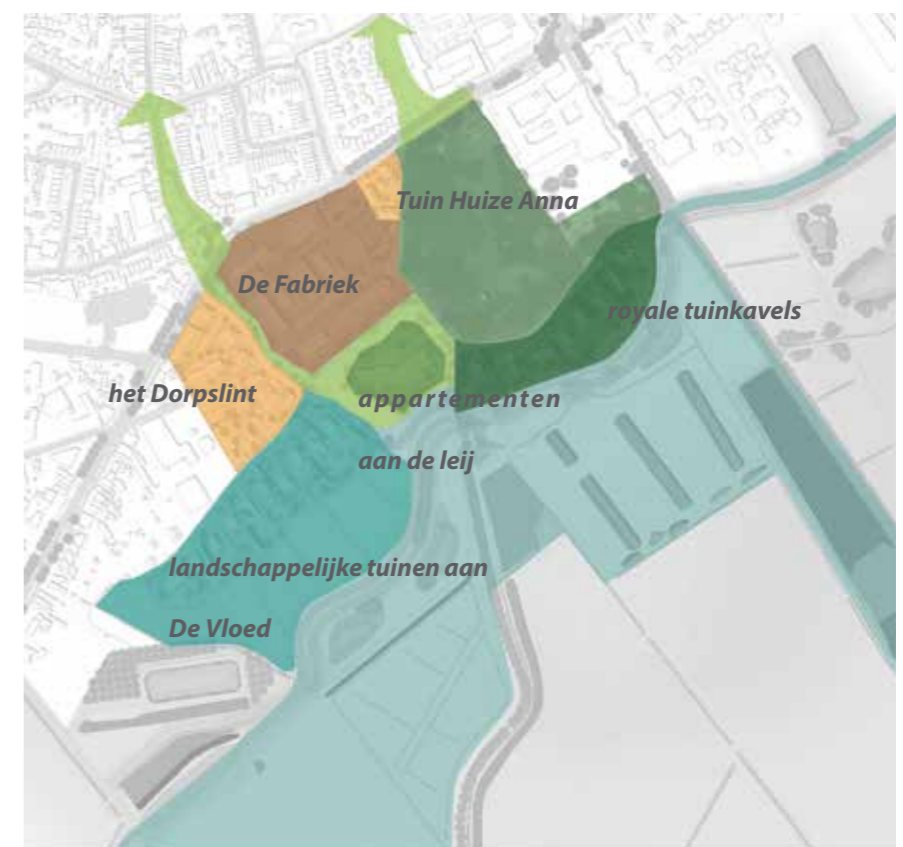 Tuin Huize Anna
De Fabriek
royale tuinkavels
het Dorpslint
appartementen
aan de leij
landschappelijke tuinen aan
De Vloed